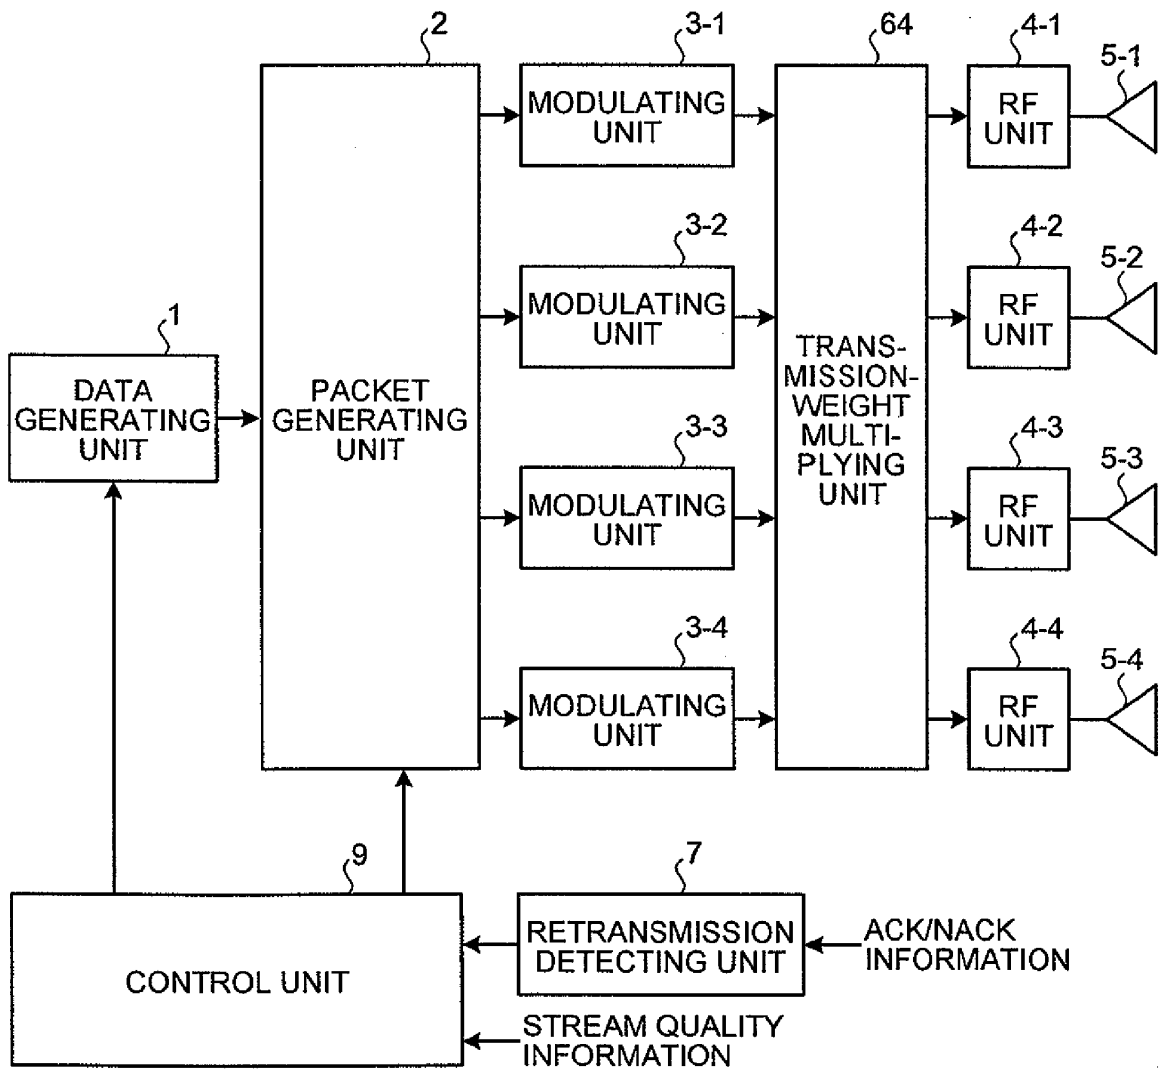 2
3-1
64
4-1
5-1
MODULATING
UNIT
RF
UNIT
3-2
4-2
5-2
MODULATING
UNIT
RF
UNIT
1
DATA
GENERATING
UNIT
PACKET
GENERATING
UNIT
TRANS-
MISSION-
WEIGHT
MULTI-
PLYING
UNIT
3-3
4-3
5-3
MODULATING
UNIT
RF
UNIT
3-4
4-4
5-4
MODULATING
UNIT
RF
UNIT
9
7
CONTROL UNIT
RETRANSMISSION
DETECTING UNIT
ACK/NACK
INFORMATION
STREAM QUALITY
INFORMATION